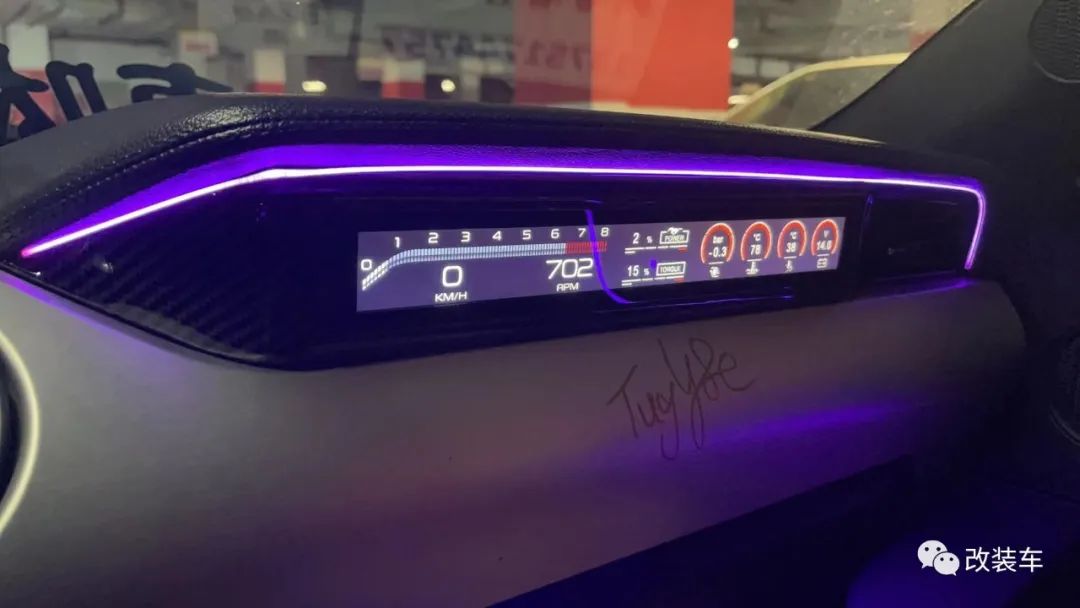 0 1 2 3 4 5 6 7 8
0
KM/H
702
RPM
2 %
POWER
15 %
TORQUE
bar
-0.3
°C
78
°C
38
14.0
改装车